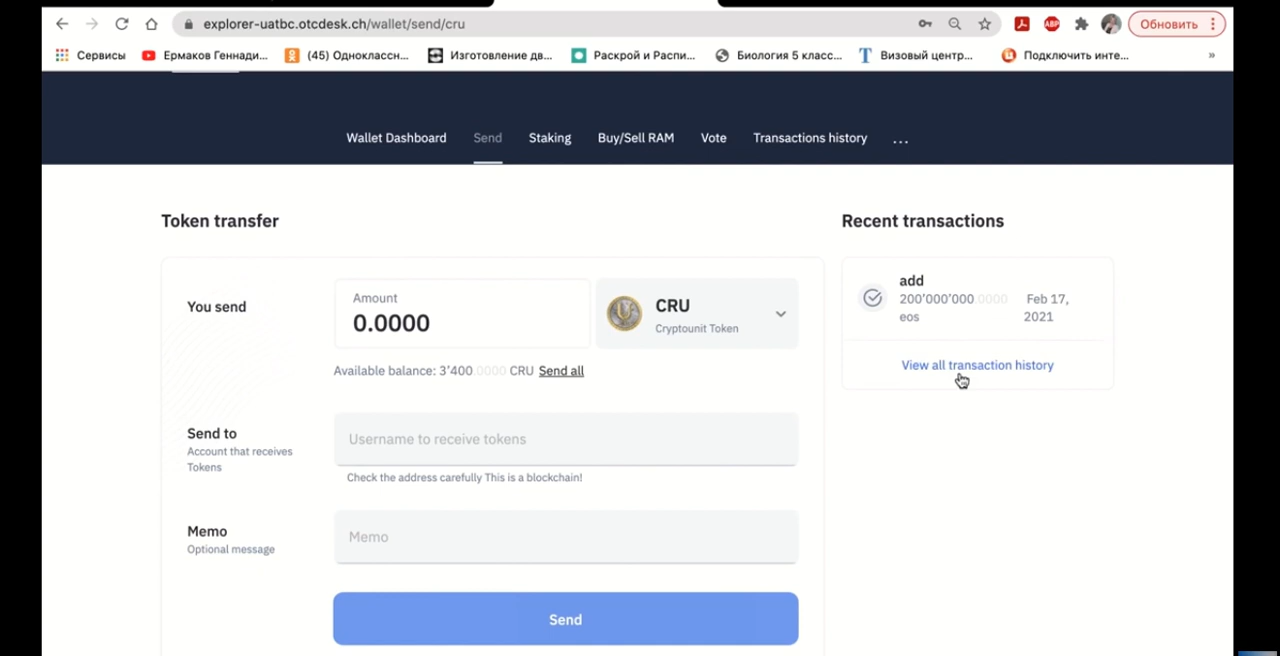 explorer-uatbc.otcdesk.ch/wallet/send/cru
ABP
Обновить
Сервисы
Ермаков Геннади...
(45) Одноклассн...
Изготовление дв...
Раскрой и Распи...
Биология 5 класс...
Визовый центр...
Подключить инте...
»
Wallet Dashboard
Send
Staking
Buy/Sell RAM
Vote
Transactions history
...
Token transfer
You send
Amount
0.0000
CRU
Cryptounit Token
Available balance: 3'400.0000 CRU Send all
Send to
Account that receives
Tokens
Username to receive tokens
Check the address carefully This is a blockchain!
Memo
Optional message
Memo
Send
Recent transactions
add
200'000'000.0000
eos
Feb 17,
2021
View all transaction history